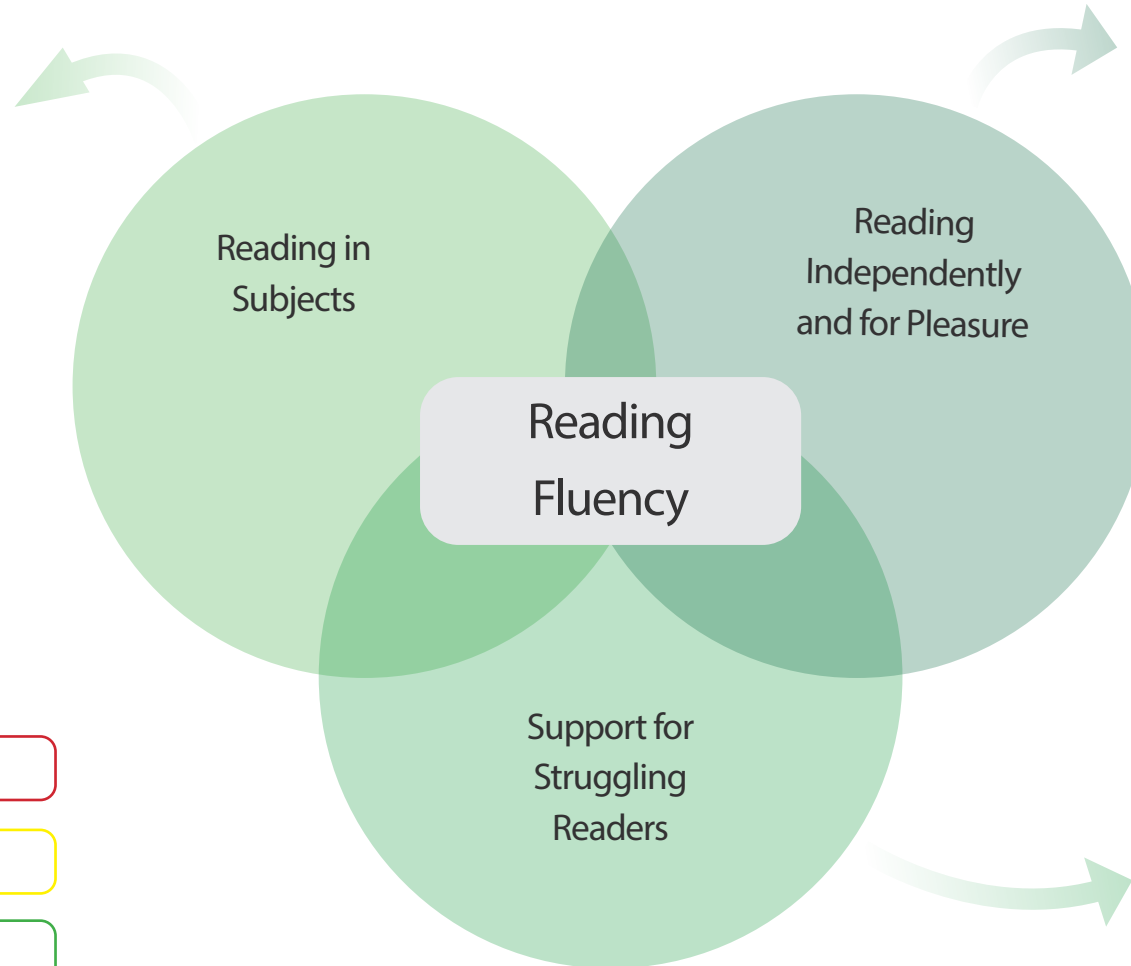 Reading in
Subjects
Reading
Independently
and for Pleasure
Reading
Fluency
Support for
Struggling
Readers